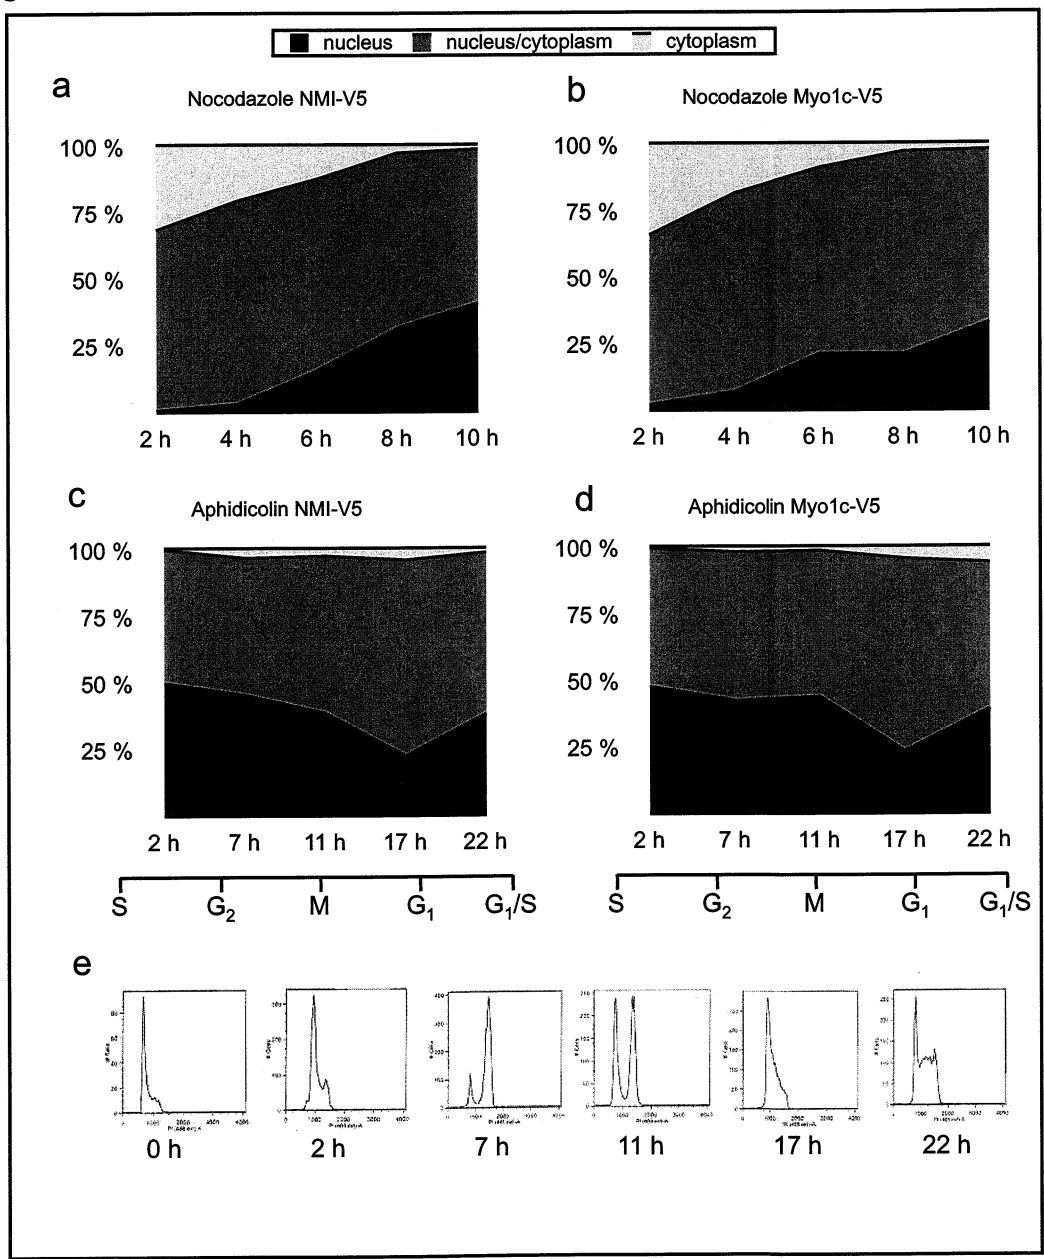 nucleus nucleus/cytoplasm cytoplasm
a
Nocodazole NMI-V5
100 %
75 %
50 %
25 %
2 h 4 h 6 h 8 h 10 h
b
Nocodazole Myo1c-V5
100 %
75 %
50 %
25 %
2 h 4 h 6 h 8 h 10 h
c
Aphidicolin NMI-V5
100 %
75 %
50 %
25 %
2 h 7 h 11 h 17 h 22 h
S G2 M G1 G1/S
d
Aphidicolin Myo1c-V5
100 %
75 %
50 %
25 %
2 h 7 h 11 h 17 h 22 h
S G2 M G1 G1/S
e
0 h 2 h 7 h 11 h 17 h 22 h